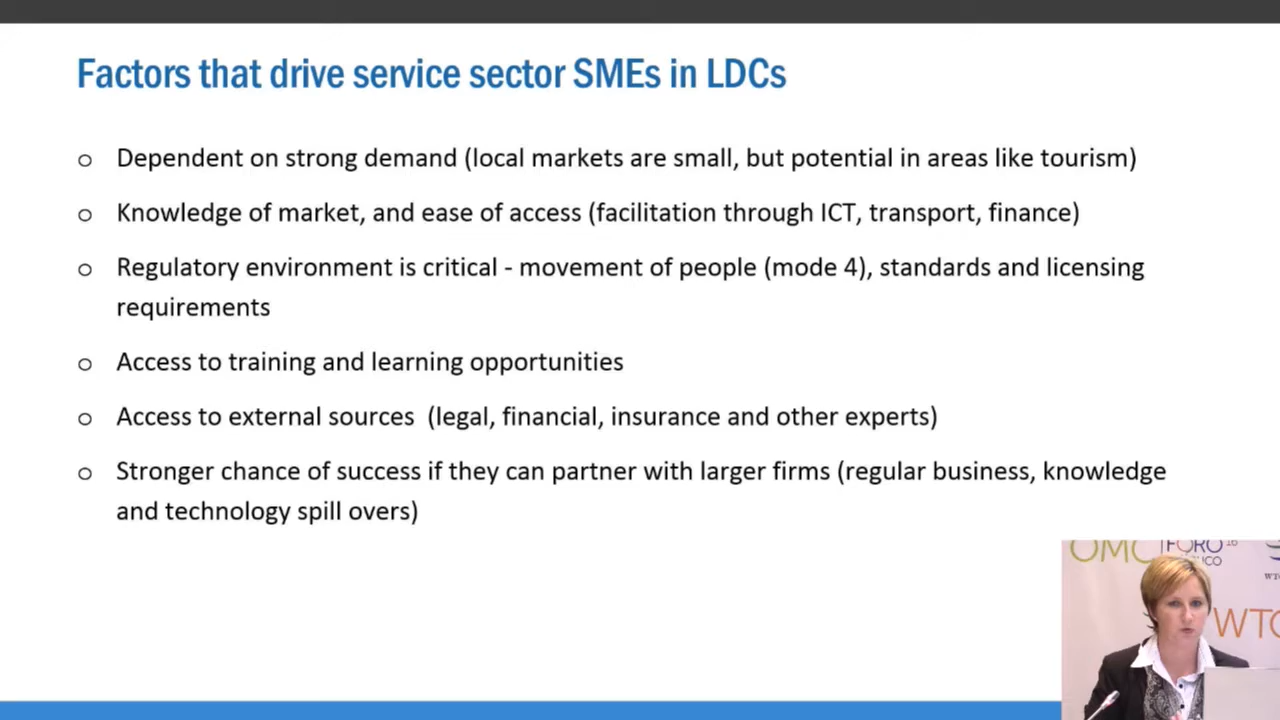 Factors that drive service sector SMEs in LDCs
o Dependent on strong demand (local markets are small, but potential in areas like tourism)
o Knowledge of market, and ease of access (facilitation through ICT, transport, finance)
o Regulatory environment is critical - movement of people (mode 4), standards and licensing
requirements
o Access to training and learning opportunities
o Access to external sources  (legal, financial, insurance and other experts)
o Stronger chance of success if they can partner with larger firms (regular business, knowledge
and technology spill overs)
OMC FORO 16
WTO